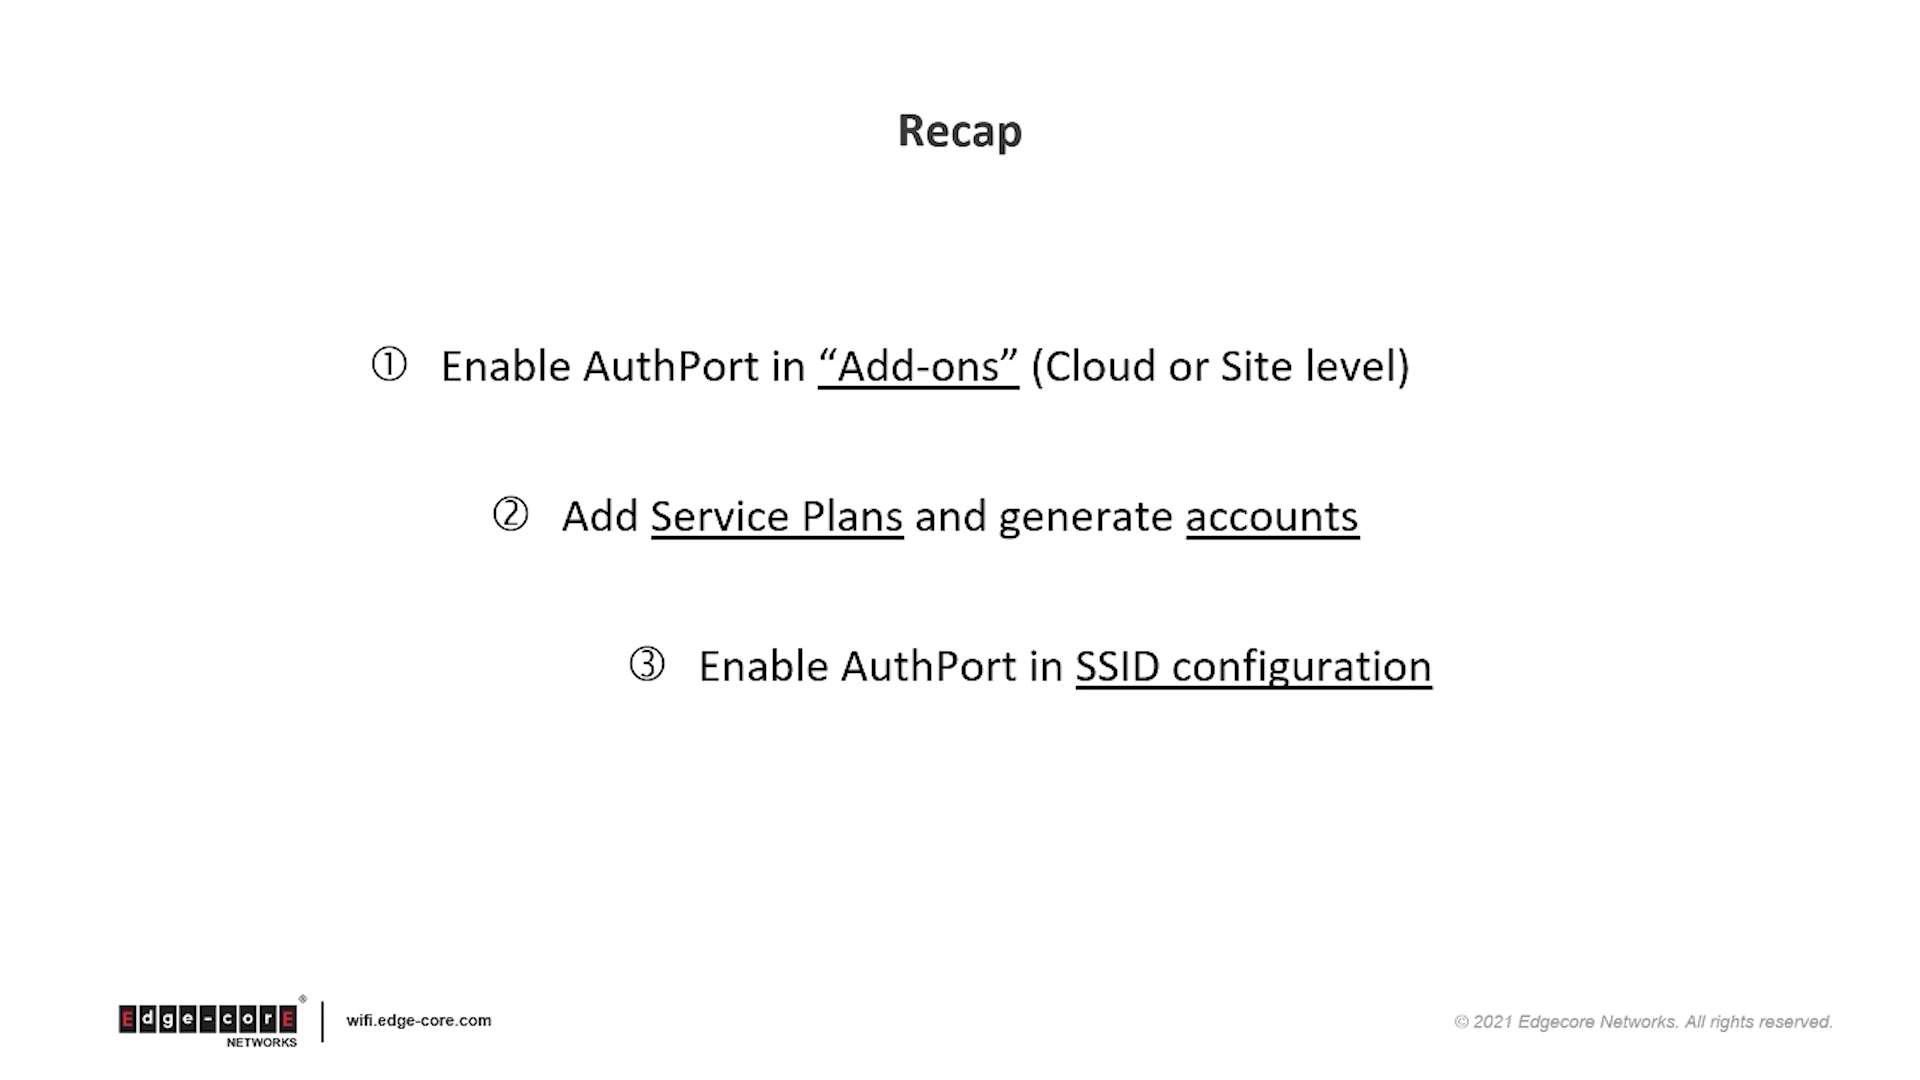 Recap
① Enable AuthPort in “Add-ons” (Cloud or Site level)
② Add Service Plans and generate accounts
③ Enable AuthPort in SSID configuration
Edge-corE®
NETWORKS
wifi.edge-core.com
© 2021 Edgecore Networks. All rights reserved.